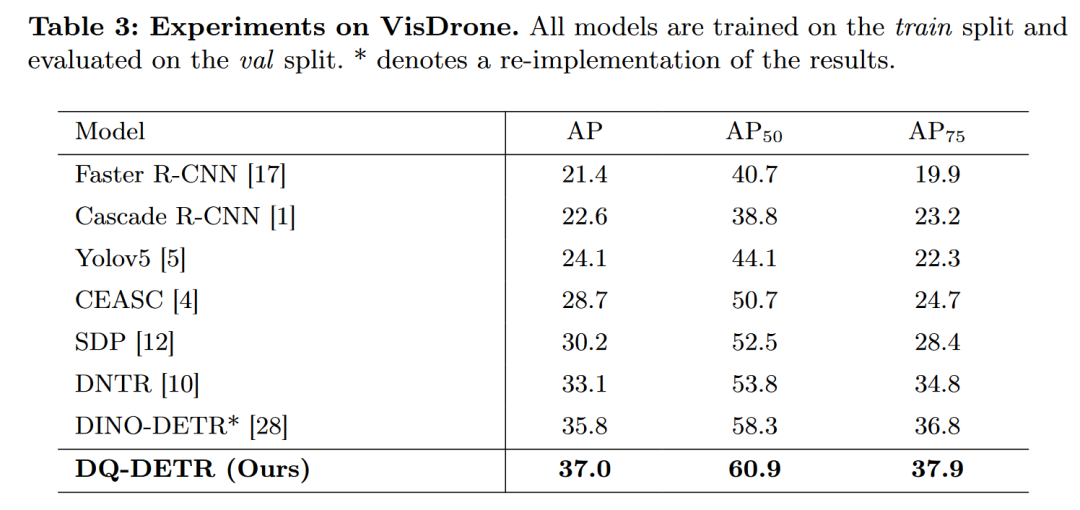 Table 3: Experiments on VisDrone. All models are trained on the train split and
evaluated on the val split. * denotes a re-implementation of the results.
Model AP AP50 AP75
Faster R-CNN [17] 21.4 40.7 19.9
Cascade R-CNN [1] 22.6 38.8 23.2
Yolov5 [5] 24.1 44.1 22.3
CEASC [4] 28.7 50.7 24.7
SDP [12] 30.2 52.5 28.4
DNTR [10] 33.1 53.8 34.8
DINO-DETR* [28] 35.8 58.3 36.8
DQ-DETR (Ours) 37.0 60.9 37.9